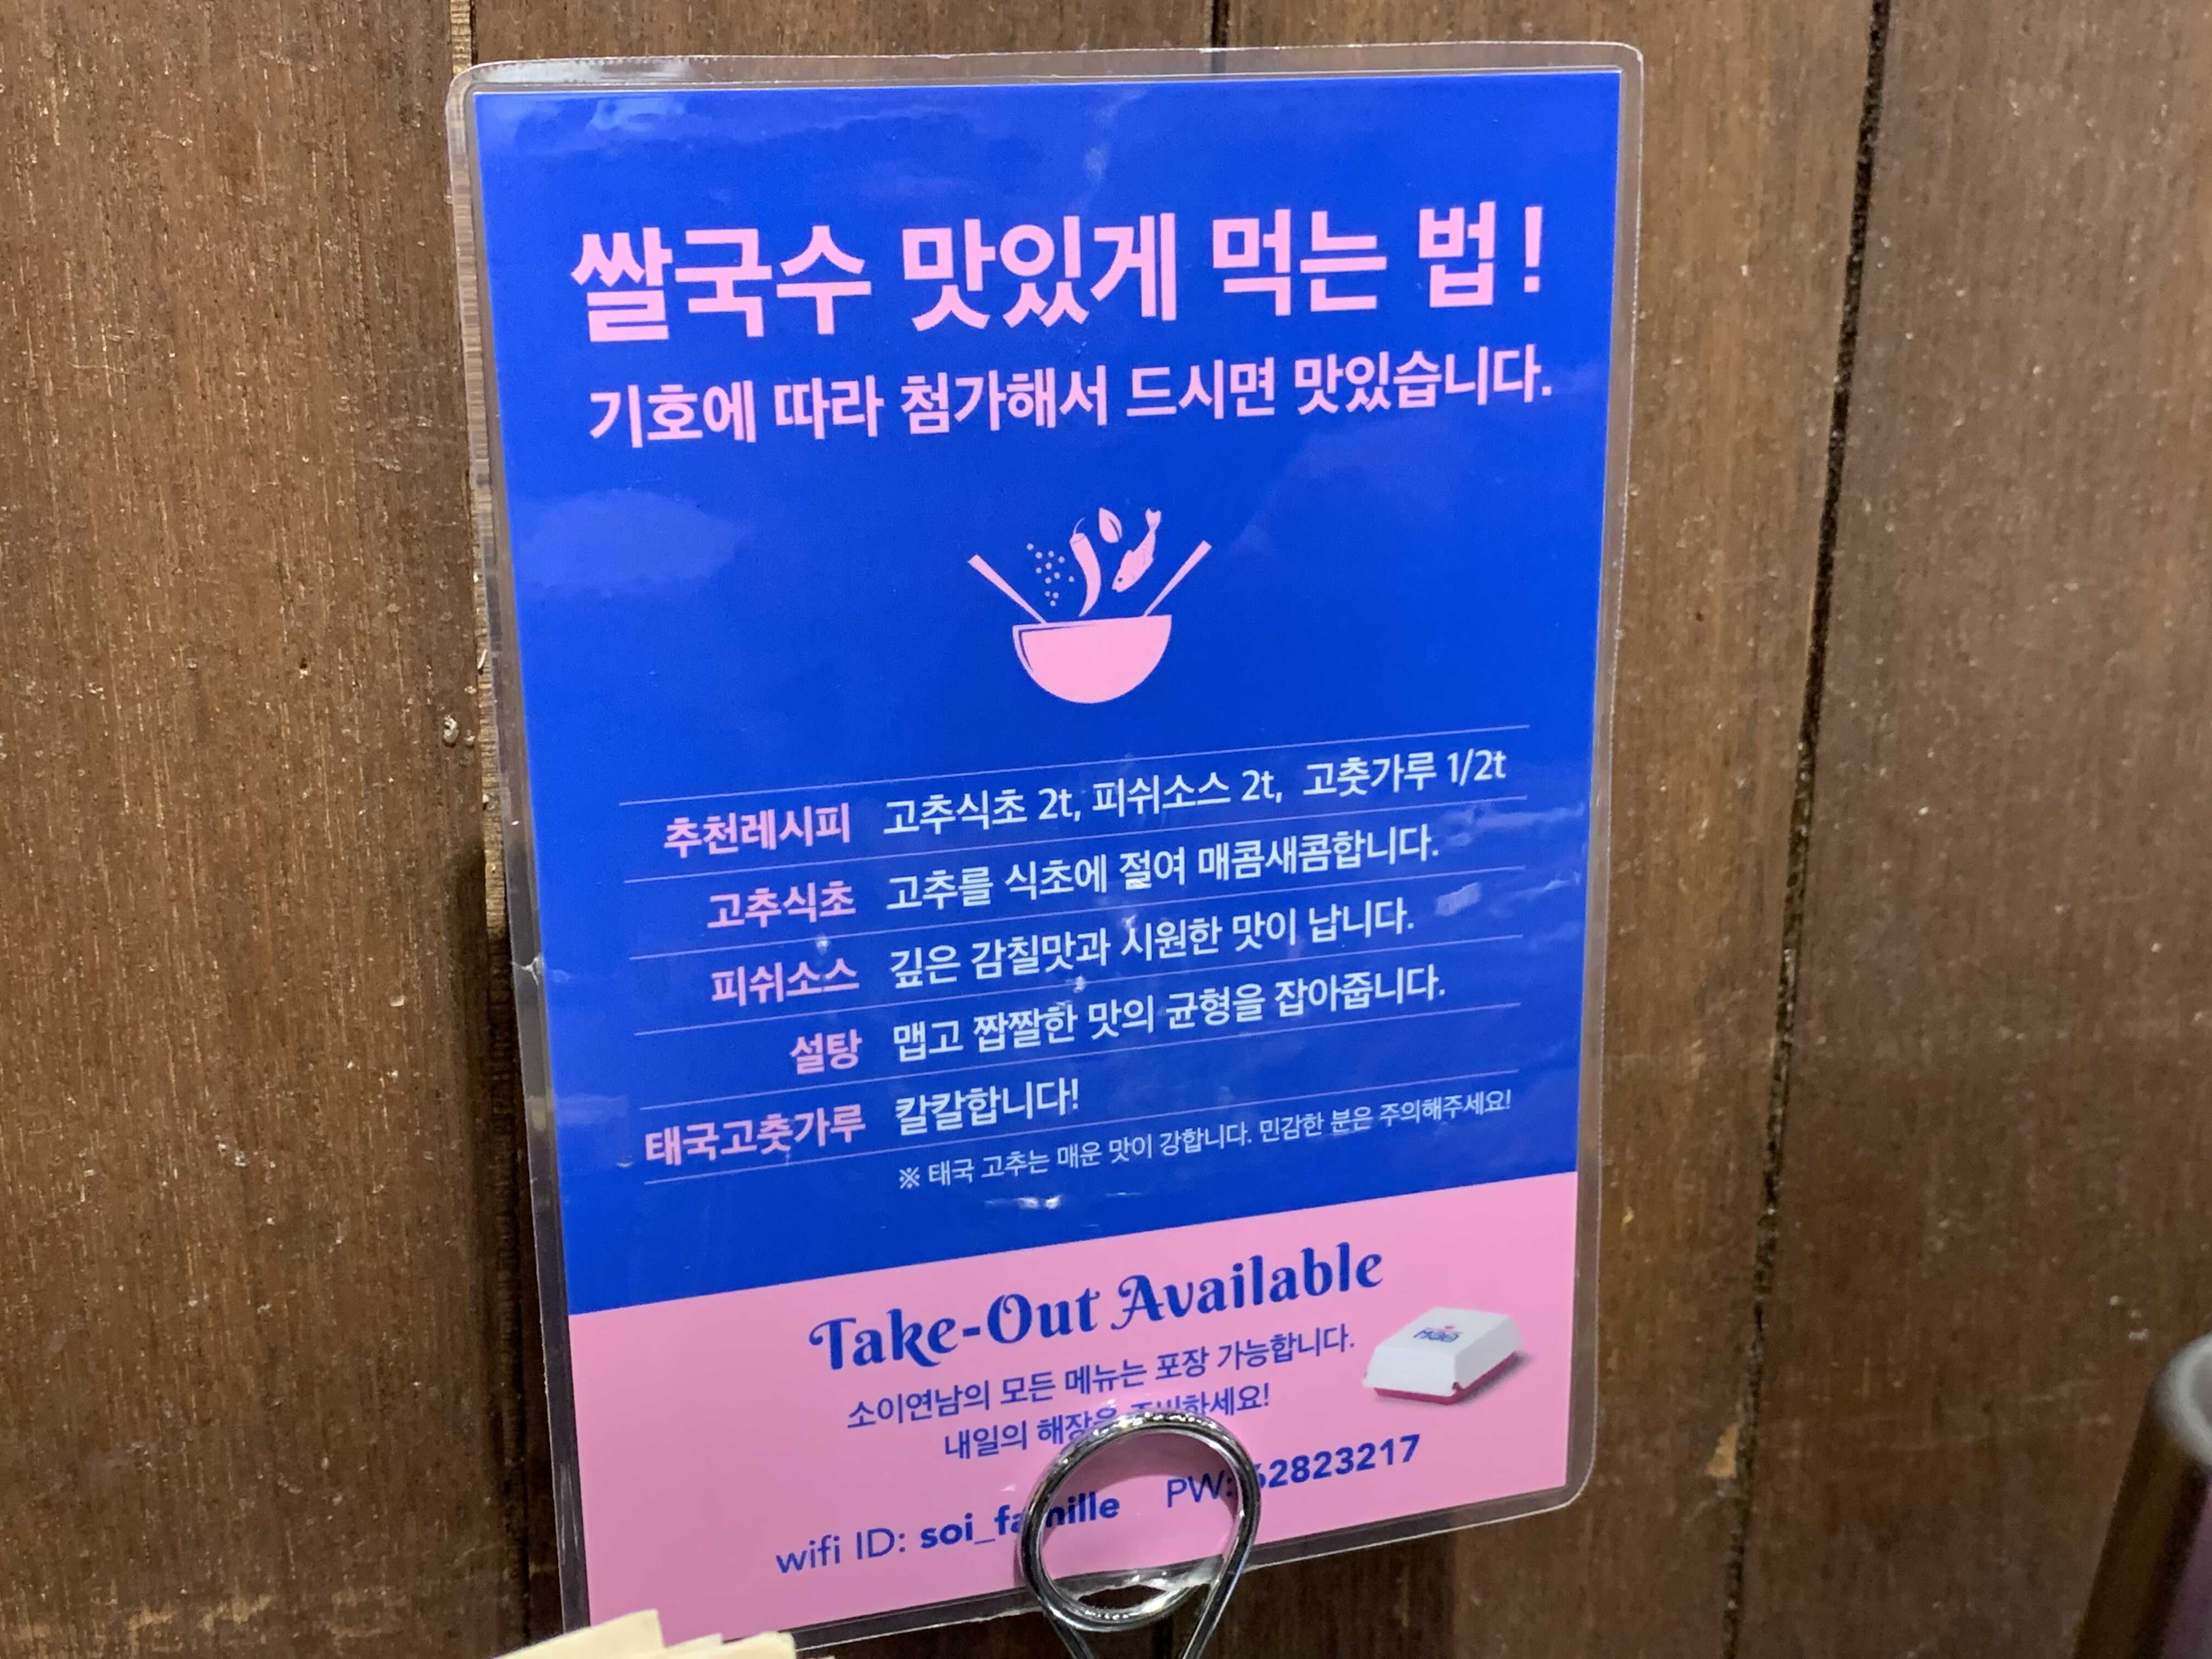 쌀국수 맛있게 먹는 법!
기호에 따라 첨가해서 드시면 맛있습니다.
추천레시피 고추식초 2t, 피쉬소스 2t, 고춧가루 1/2t
고추식초 고추를 식초에 절여 매콤새콤합니다.
피쉬소스 깊은 감칠맛과 시원한 맛이 납니다.
설탕 맵고 짭짤한 맛의 균형을 잡아줍니다.
태국고춧가루 칼칼합니다!
※ 태국 고추는 매운 맛이 강합니다. 민감한 분은 주의해주세요!
Take-Out Available
소이연남의 모든 메뉴는 포장 가능합니다.
내일의 해장을 준비하세요!
wifi ID: soi_famille PW: